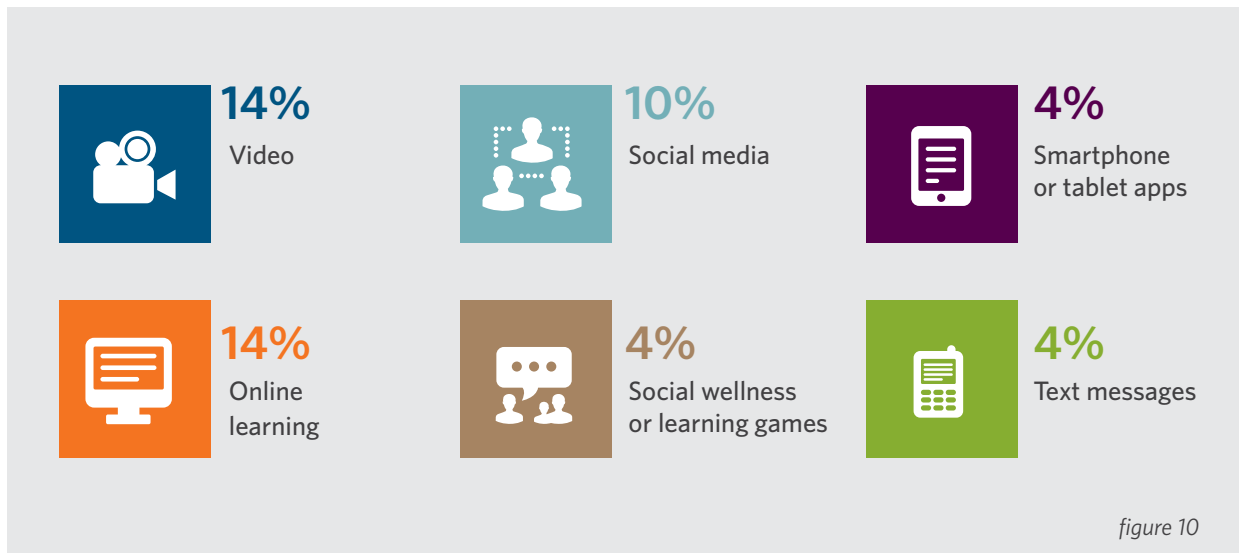 14%
Video
10%
Social media
4%
Smartphone
or tablet apps
14%
Online
learning
4%
Social wellness
or learning games
4%
Text messages
figure 10